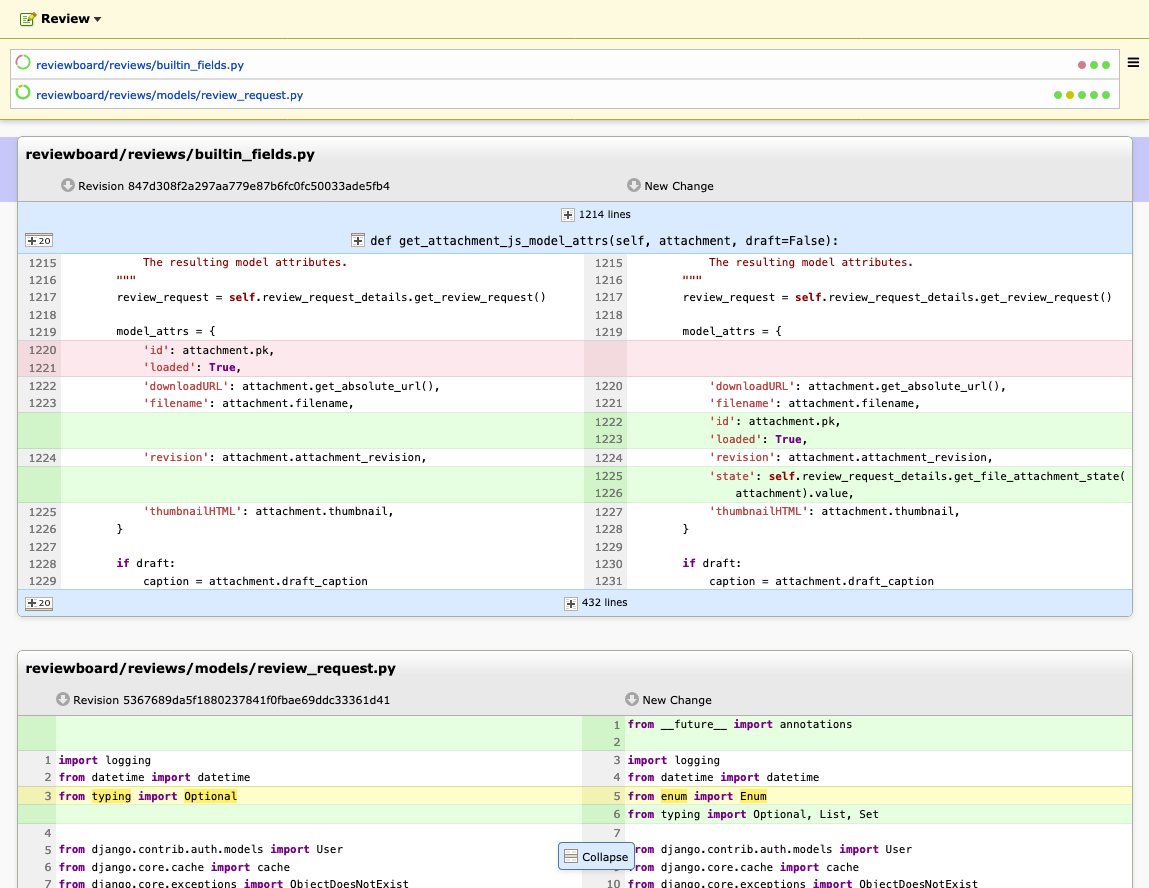 Review
reviewboard/reviews/builtin_fields.py
reviewboard/reviews/models/review_request.py
reviewboard/reviews/builtin_fields.py
Revision 847d308f2a297aa779e87b6fc0fc50033ade5fb4 New Change
1214 lines
20 def get_attachment_js_model_attrs(self, attachment, draft=False):
1215 The resulting model attributes. 1215 The resulting model attributes.
1216 """ 1216 """
1217 review_request = self.review_request_details.get_review_request() 1217 review_request = self.review_request_details.get_review_request()
1218 1218
1219 model_attrs = { 1219 model_attrs = {
1220 'id': attachment.pk,
1221 'loaded': True,
1222 'downloadURL': attachment.get_absolute_url(), 1220 'downloadURL': attachment.get_absolute_url(),
1223 'filename': attachment.filename, 1221 'filename': attachment.filename,
1222 'id': attachment.pk,
1223 'loaded': True,
1224 'revision': attachment.attachment_revision, 1224 'revision': attachment.attachment_revision,
1225 'state': self.review_request_details.get_file_attachment_state(
1226 attachment).value,
1225 'thumbnailHTML': attachment.thumbnail, 1227 'thumbnailHTML': attachment.thumbnail,
1226 } 1228 }
1227 1229
1228 if draft: 1230 if draft:
1229 caption = attachment.draft_caption 1231 caption = attachment.draft_caption
20 432 lines
reviewboard/reviews/models/review_request.py
Revision 5367689da5f1880237841f0fbae69ddc33361d41 New Change
1 from __future__ import annotations
2
1 import logging 3 import logging
2 from datetime import datetime 4 from datetime import datetime
3 from typing import Optional 5 from enum import Enum
6 from typing import Optional, List, Set
4 7
5 from django.contrib.auth.models import User rom django.contrib.auth.models import User
Collapse
6 from django.core.cache import cache rom django.core.cache import cache
7 from django.core.exceptions import ObjectDoesNotExist 10 from django.core.exceptions import ObjectDoesNotExist